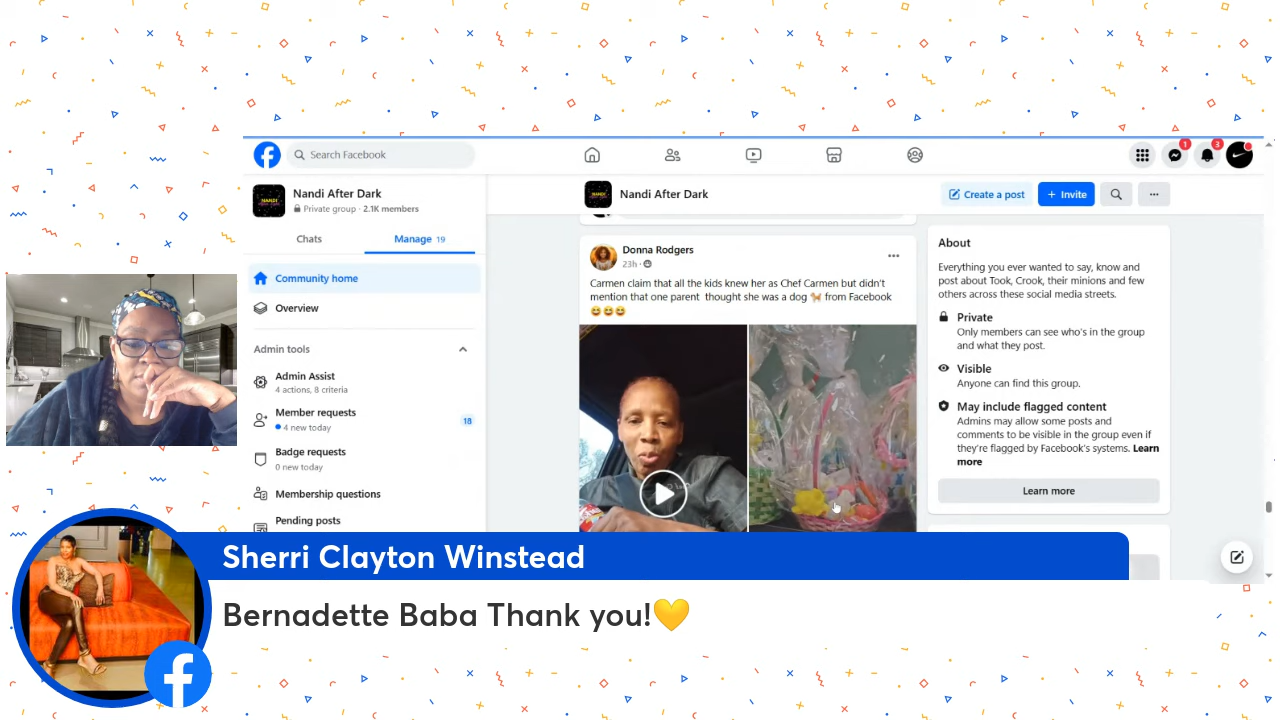 Search Facebook
1
3
Nandi After Dark
Private group · 2.1K members
Chats
Manage 19
Community home
Overview
Admin tools
Admin Assist
4 actions, 8 criteria
Member requests
4 new today
18
Badge requests
0 new today
Membership questions
Pending posts
NANDI
Nandi After Dark
Create a post
+ Invite
Donna Rodgers
23h ·
Carmen claim that all the kids knew her as Chef Carmen but didn't
mention that one parent thought she was a dog 🐕 from Facebook
😂😂😂
About
Everything you ever wanted to say, know and
post about Took, Crook, their minions and few
others across these social media streets.
Private
Only members can see who's in the group
and what they post.
Visible
Anyone can find this group.
May include flagged content
Admins may allow some posts and
comments to be visible in the group even if
they're flagged by Facebook's systems. Learn
more
Learn more
Sherri Clayton Winstead
Bernadette Baba Thank you!💛